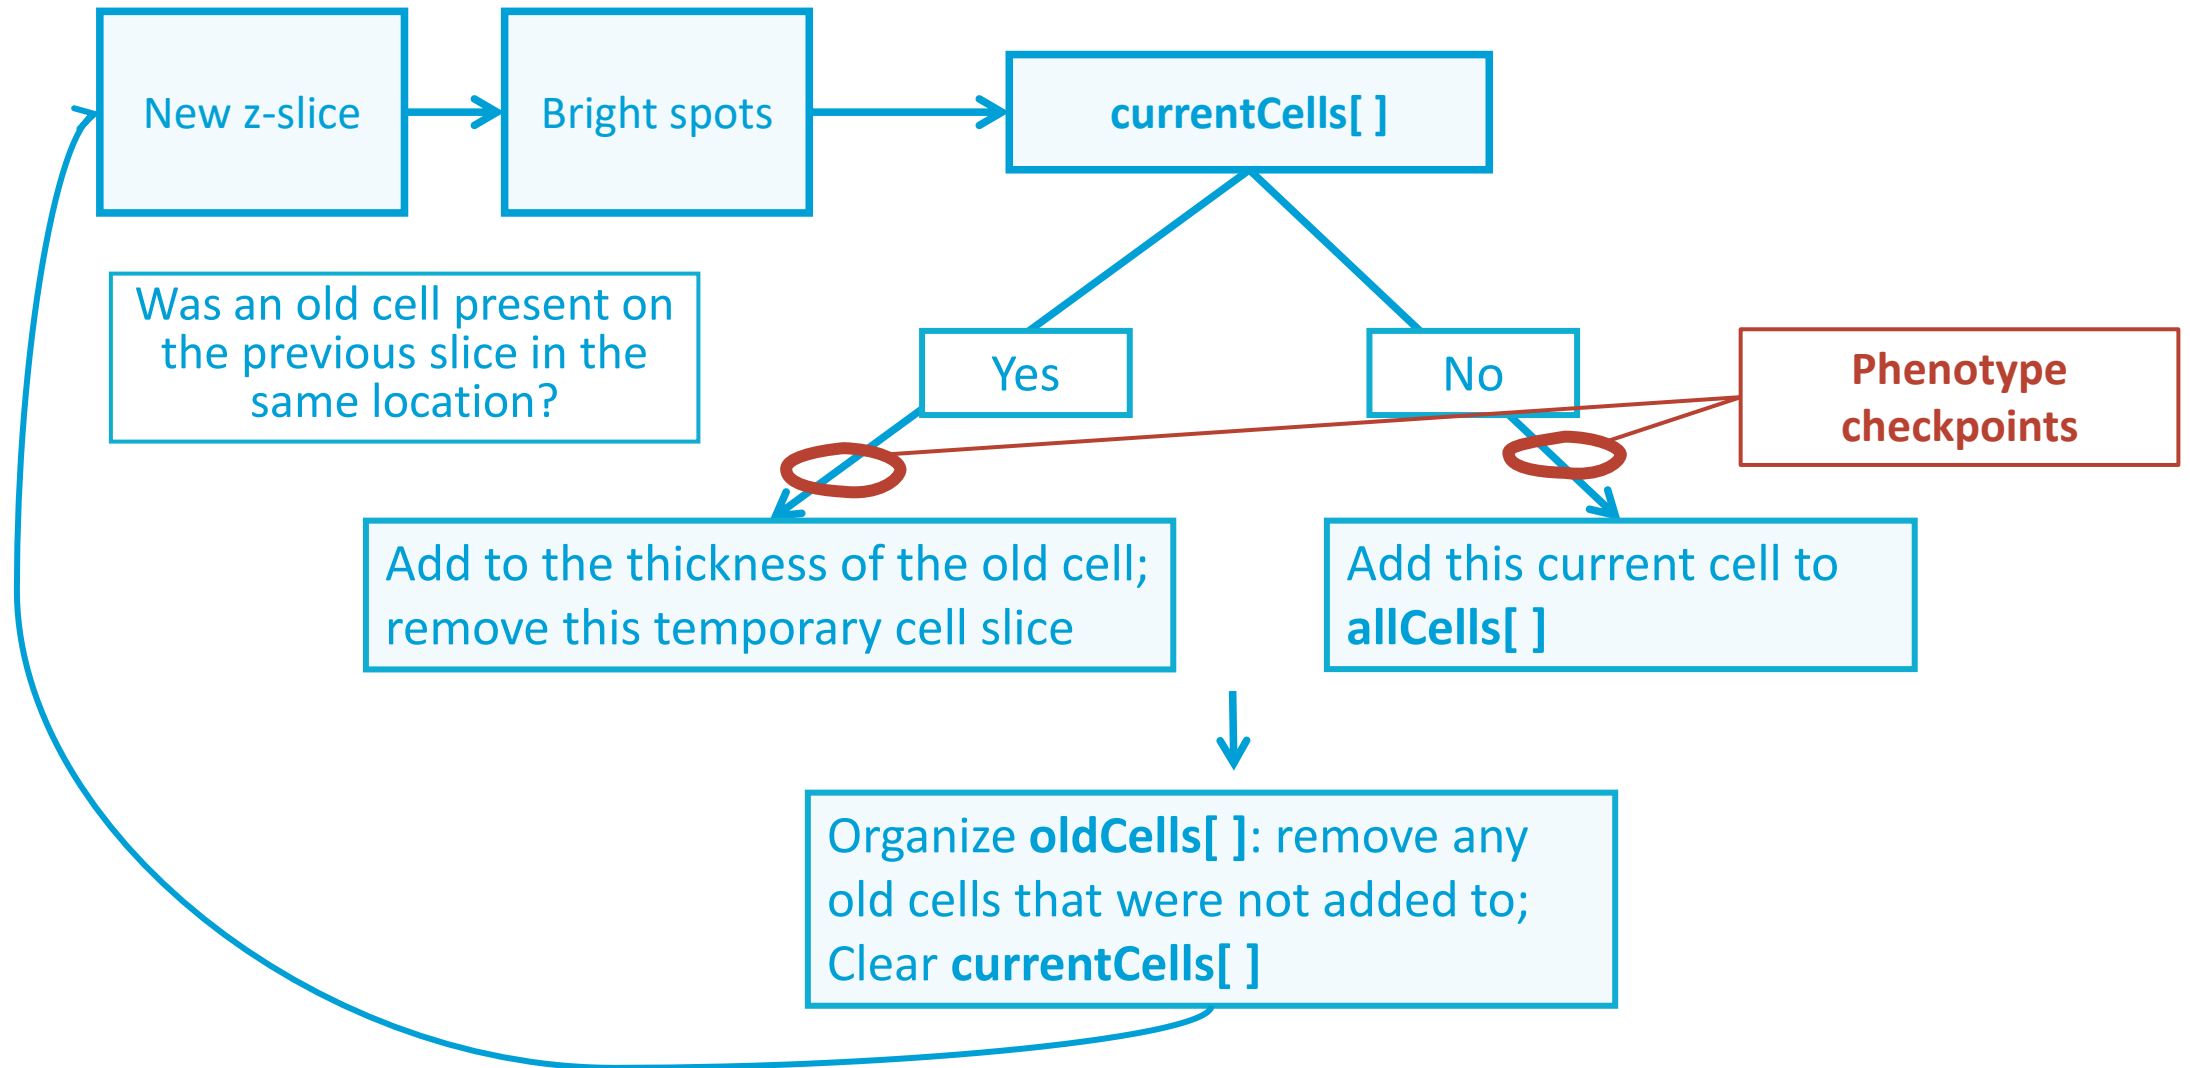 New z-slice
Bright spots
currentCells[ ]
Was an old cell present on
the previous slice in the
same location?
Yes
No
Phenotype
checkpoints
Add to the thickness of the old cell;
remove this temporary cell slice
Add this current cell to
allCells[ ]
Organize oldCells[ ]: remove any
old cells that were not added to;
Clear currentCells[ ]